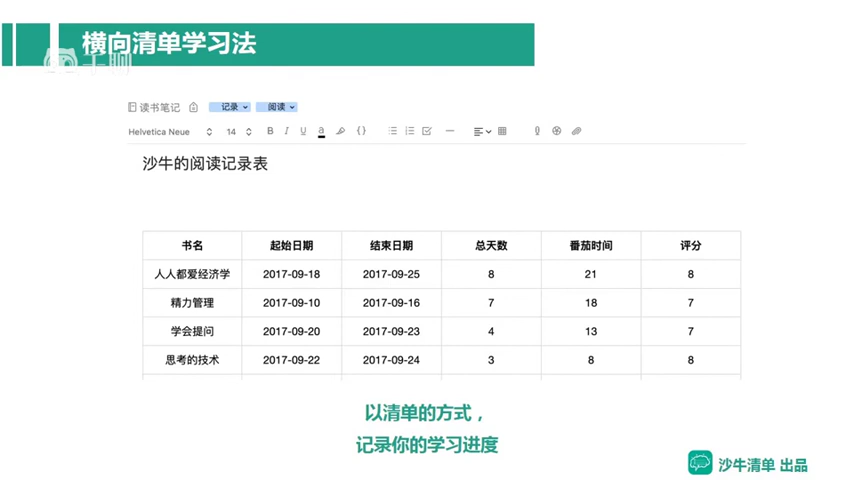 横向清单学习法
千聊
读书笔记 记录 阅读
Helvetica Neue 14 B I U a {}
沙牛的阅读记录表
书名 起始日期 结束日期 总天数 番茄时间 评分
人人都爱经济学 2017-09-18 2017-09-25 8 21 8
精力管理 2017-09-10 2017-09-16 7 18 7
学会提问 2017-09-20 2017-09-23 4 13 7
思考的技术 2017-09-22 2017-09-24 3 8 8
以清单的方式，
记录你的学习进度
沙牛清单 出品